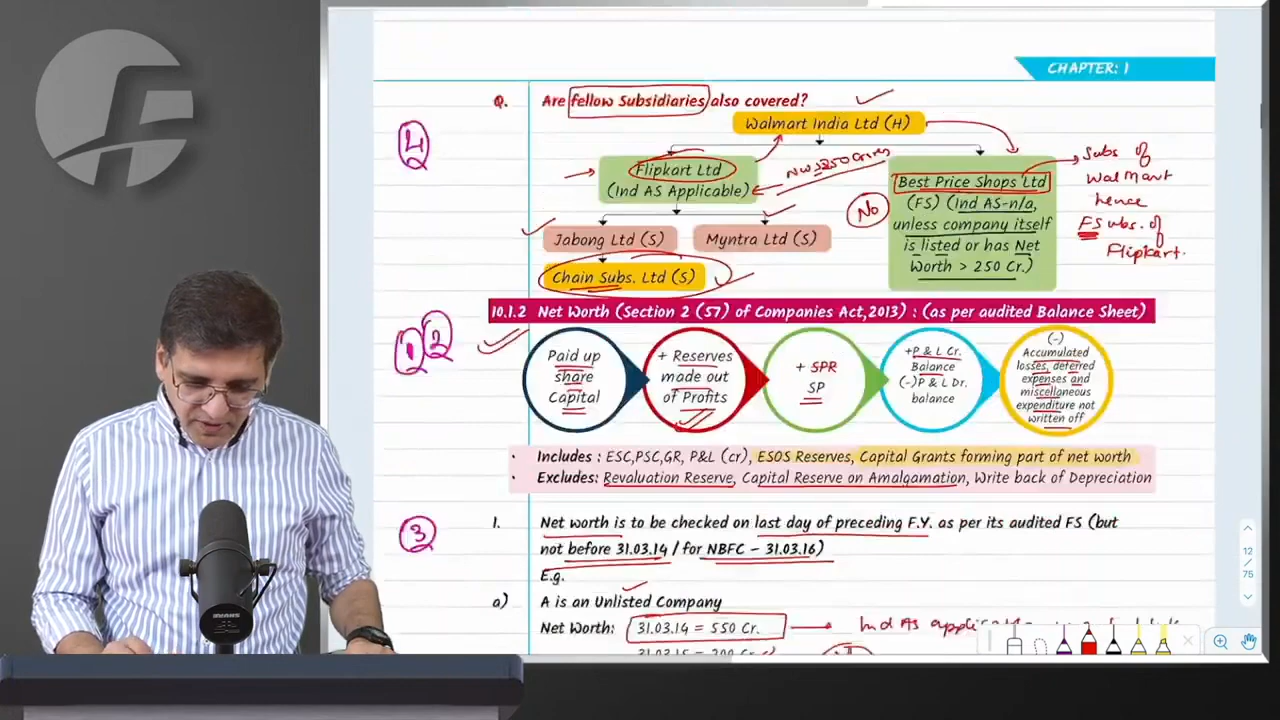 CHAPTER: 1
Q. Are fellow Subsidiaries also covered?
4
Walmart India Ltd (H)
Flipkart Ltd
(Ind AS Applicable)
NW>250 crores
Best Price Shops Ltd
(FS) (Ind AS-n/a,
unless company itself
is listed or has Net
Worth > 250 Cr.)
No
Subs of
WalMart
hence
FSubs. of
Flipkart.
Jabong Ltd (S)
Myntra Ltd (S)
Chain Subs. Ltd (S)
10.1.2 Net Worth (Section 2 (57) of Companies Act,2013) : (as per audited Balance Sheet)
1 2
Paid up
share
Capital
+ Reserves
made out
of Profits
+ SPR
SP
+P & L Cr.
Balance
(-)P & L Dr.
balance
(-)
Accumulated
losses, deferred
expenses and
miscellaneous
expenditure not
written off
• Includes : ESC,PSC,GR, P&L (cr), ESOS Reserves, Capital Grants forming part of net worth
• Excludes: Revaluation Reserve, Capital Reserve on Amalgamation, Write back of Depreciation
3
1. Net worth is to be checked on last day of preceding F.Y. as per its audited FS (but
not before 31.03.14 / for NBFC – 31.03.16)
E.g.
a) A is an Unlisted Company
Net Worth: 31.03.14 = 550 Cr.
Ind As
12
/
75